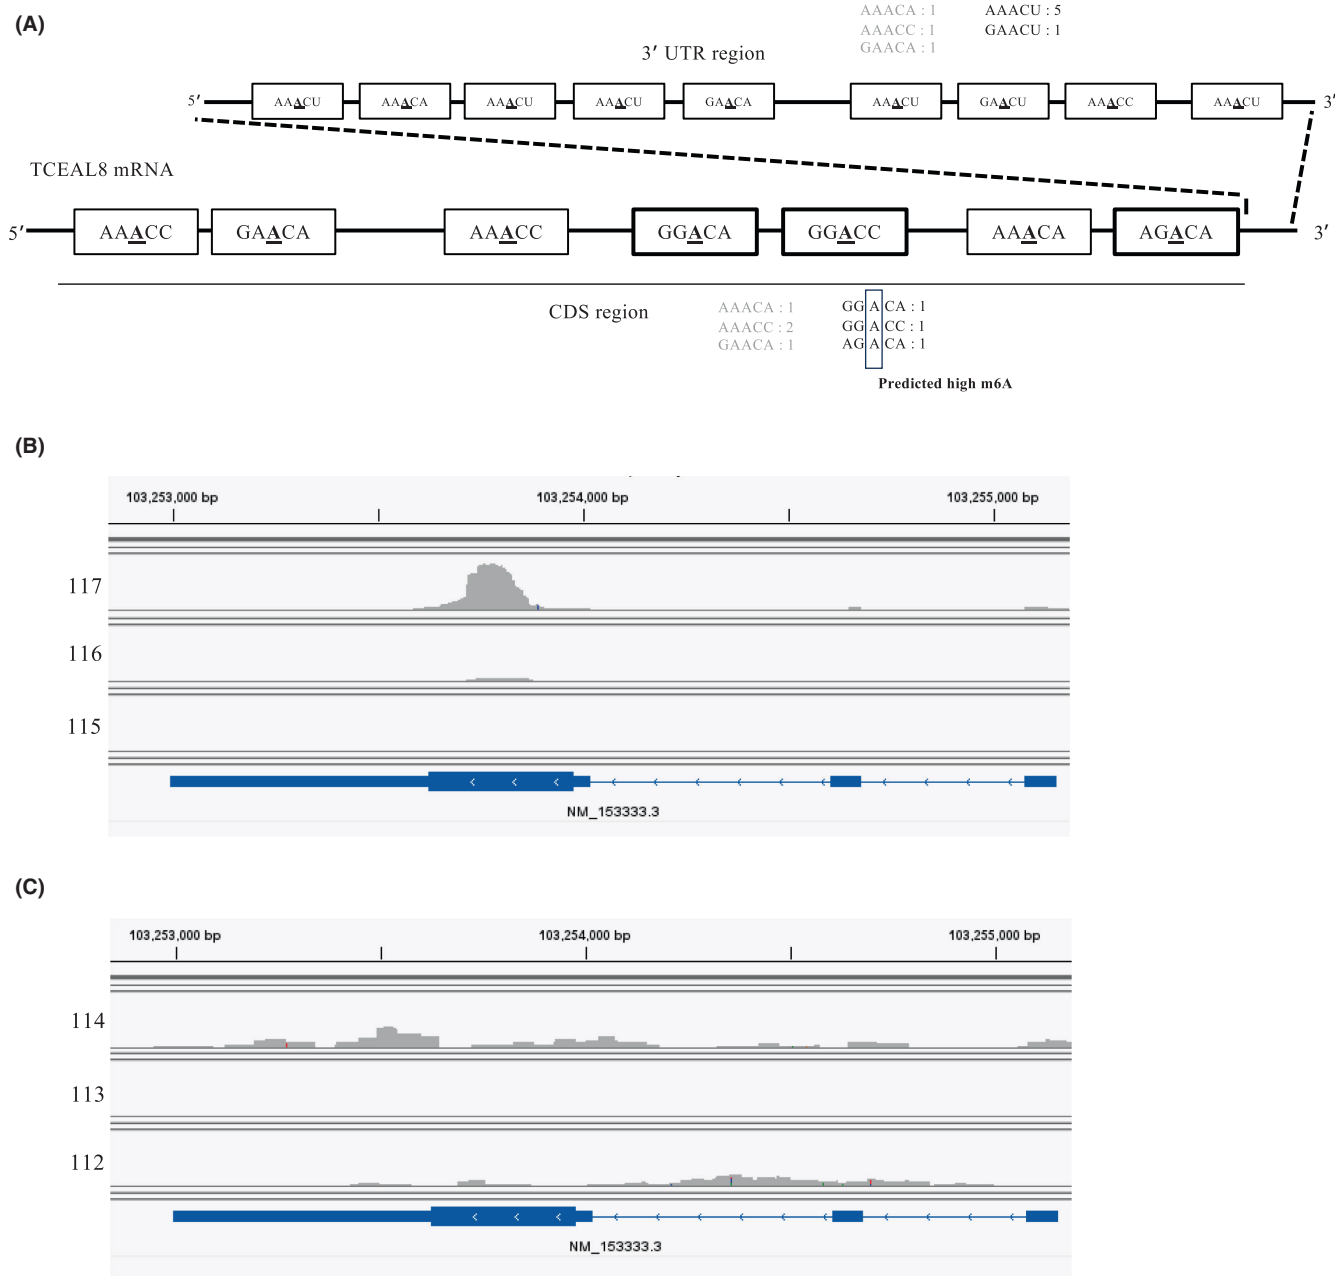 (A)
AAACA : 1 AAACU : 5
AAACC : 1 GAACU : 1
GAACA : 1
3′ UTR region
5′ AAACU AAACA AAACU AAACU GAACA AAACU GAACU AAACC AAACU 3′
TCEAL8 mRNA
5′ AAACC GAACA AAACC GGACA GGACC AAACA AGACA 3′
CDS region
AAACA : 1 GGACA : 1
AAACC : 2 GGACC : 1
GAACA : 1 AGACA : 1
Predicted high m6A
(B)
103,253,000 bp 103,254,000 bp 103,255,000 bp
117
116
115
NM_153333.3
(C)
103,253,000 bp 103,254,000 bp 103,255,000 bp
114
113
112
NM_153333.3